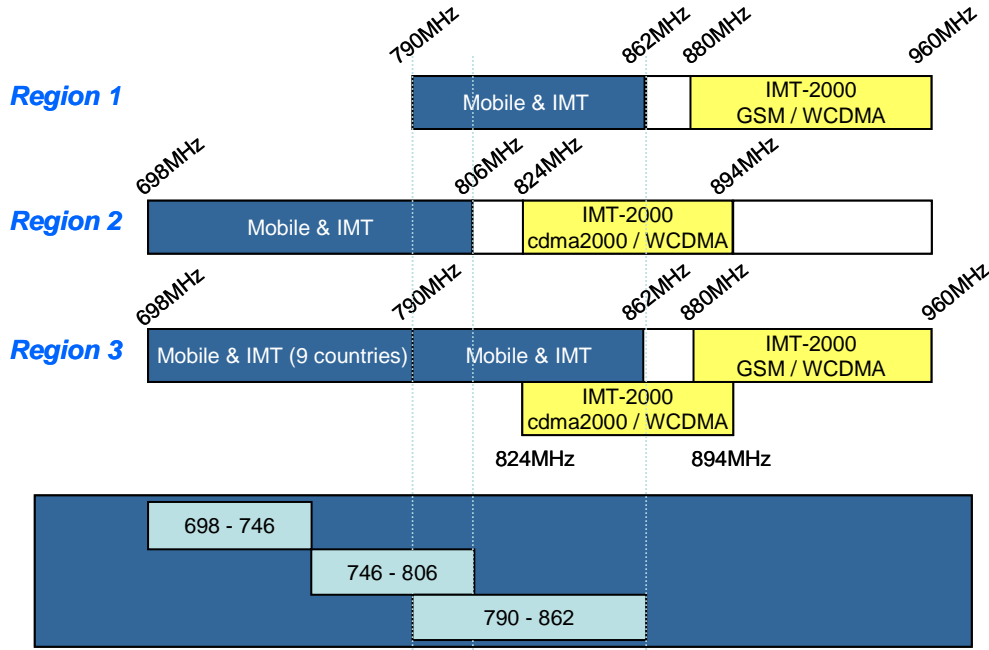 790MHz 862MHz 880MHz 960MHz
Region 1
Mobile & IMT
IMT-2000
GSM / WCDMA
698MHz 806MHz 824MHz 894MHz
Region 2
Mobile & IMT
IMT-2000
cdma2000 / WCDMA
698MHz 790MHz 862MHz 880MHz 960MHz
Region 3
Mobile & IMT (9 countries)
Mobile & IMT
IMT-2000
GSM / WCDMA
IMT-2000
cdma2000 / WCDMA
824MHz 894MHz
698 - 746
746 - 806
790 - 862